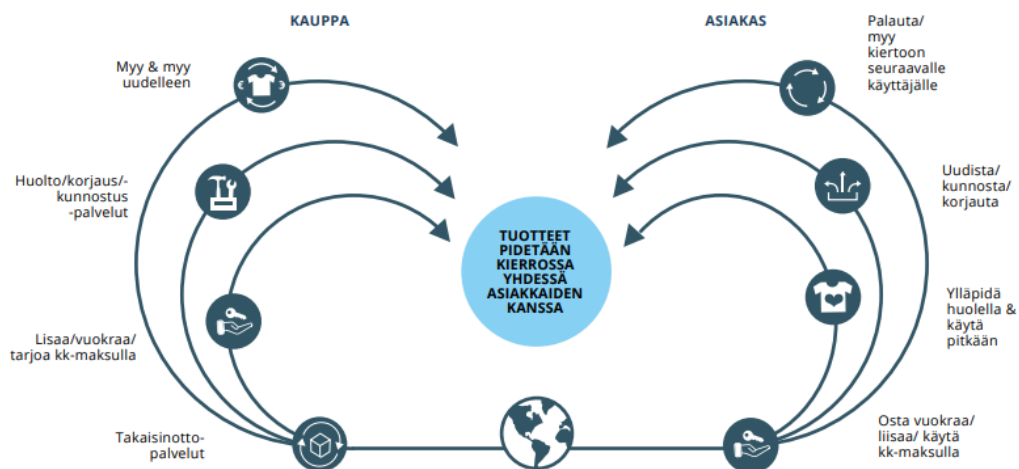 KAUPPA
ASIAKAS
Myy & myy
uudelleen
Huolto/korjaus/-
kunnostus
-palvelut
Lisaa/vuokraa/
tarjoa kk-maksulla
Takaisinotto-
palvelut
TUOTTEET
PIDETÄÄN
KIERROSSA
YHDESSÄ
ASIAKKAIDEN
KANSSA
Palauta/
myy
kiertoon
seuraavalle
käyttäjälle
Uudista/
kunnosta/
korjauta
Ylläpidä
huolella &
käytä
pitkään
Osta vuokraa/
liisaa/ käytä
kk-maksulla